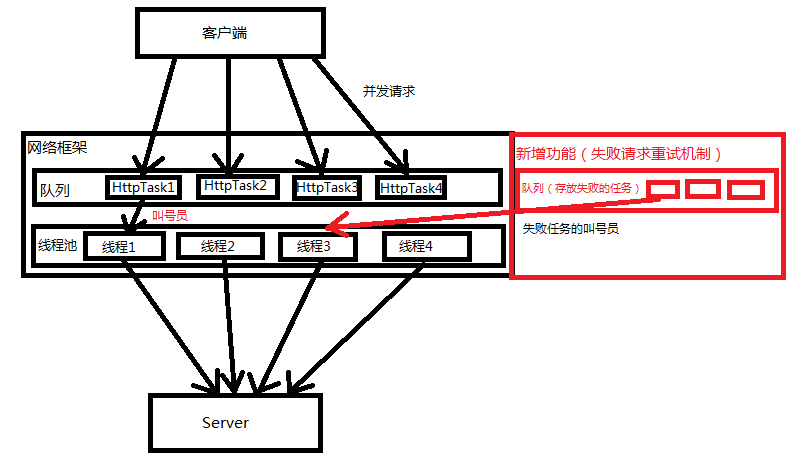 客户端
并发请求
网络框架
新增功能（失败请求重试机制）
队列
HttpTask1
HttpTask2
HttpTask3
HttpTask4
队列（存放失败的任务）
叫号员
失败任务的叫号员
线程池
线程1
线程2
线程3
线程4
Server